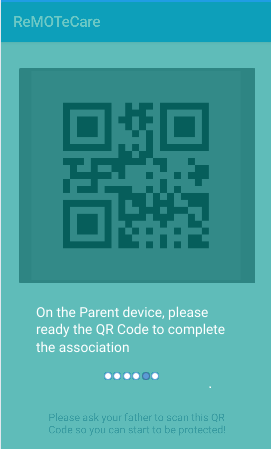 ReMOTeCare
On the Parent device, please
ready the QR Code to complete
the association
Please ask your father to scan this QR
Code so you can start to be protected!